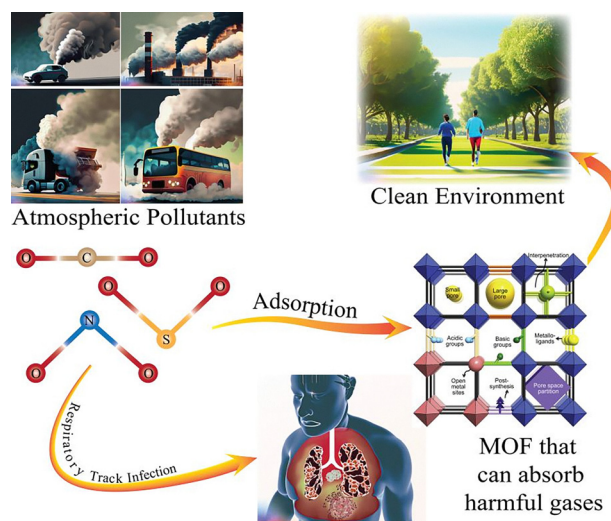 Atmospheric Pollutants
Clean Environment
O C O
O O
N S
O O
Adsorption
Respiratory Track Infection
Interpenetration
Small
pore
Large
pore
Acidic
groups
Basic
groups
Metallo-
ligands
Open
metal
sites
Post-
synthesis
Pore space
partition
MOF that
can absorb
harmful gases